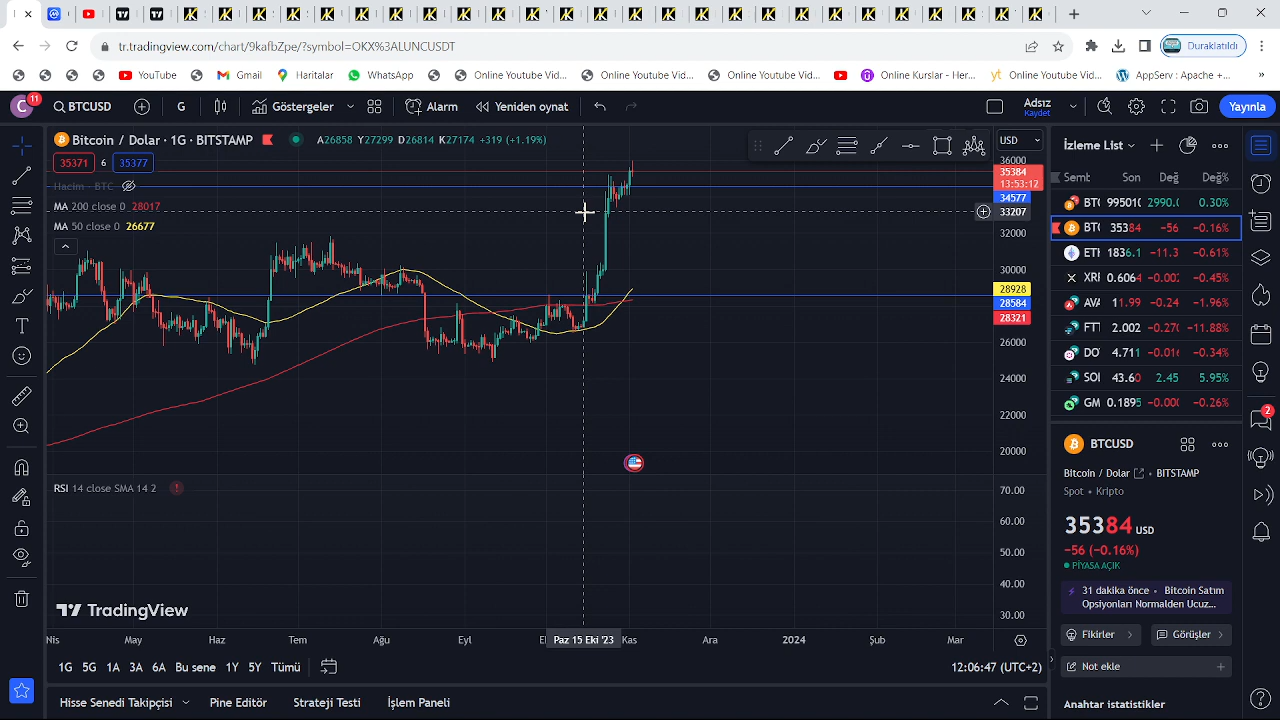 tr.tradingview.com/chart/9kafbZpe/?symbol=OKX%3ALUNCUSDT
Duraklatıldı
YouTube
Gmail
Haritalar
WhatsApp
Online Youtube Vid...
Online Youtube Vid...
Online Youtube Vid...
Online Kurslar - Her...
Online Youtube Vid...
AppServ : Apache +...
C 11
BTCUSD
G
Göstergeler
Alarm
Yeniden oynat
Adsız
Kaydet
Yayınla
Bitcoin / Dolar · 1G · BITSTAMP
A26858 Y27299 D26814 K27174 +319 (+1.19%)
35371 6 35377
Hacim · BTC
MA 200 close 0 28017
MA 50 close 0 26677
USD
36000
35384
13:53:12
34577
33207
32000
30000
28928
28584
28321
26000
24000
22000
20000
RSI 14 close SMA 14 2
70.00
60.00
50.00
40.00
30.00
TradingView
Nis May Haz Tem Ağu Eyl Paz 15 Eki '23 Kas Ara 2024 Şub Mar
1G 5G 1A 3A 6A Bu sene 1Y 5Y Tümü
12:06:47 (UTC+2)
Hisse Senedi Takipçisi
Pine Editör
Strateji Testi
İşlem Paneli
İzleme List
Semt Son Değ Değ%
995010 2990.0 0.30%
35384 −56 −0.16%
1836.1 −11.3 −0.61%
0.6064 −0.002 −0.45%
11.99 −0.24 −1.96%
2.002 −0.270 −11.88%
4.711 −0.016 −0.34%
43.60 2.45 5.95%
0.1895 −0.000 −0.26%
BTCUSD
Bitcoin / Dolar · BITSTAMP
Spot · Kripto
35384 USD
−56 (−0.16%)
PİYASA AÇIK
31 dakika önce · Bitcoin Satım
Opsiyonları Normalden Ucuz...
Fikirler
Görüşler
Not ekle
Anahtar istatistikler
2